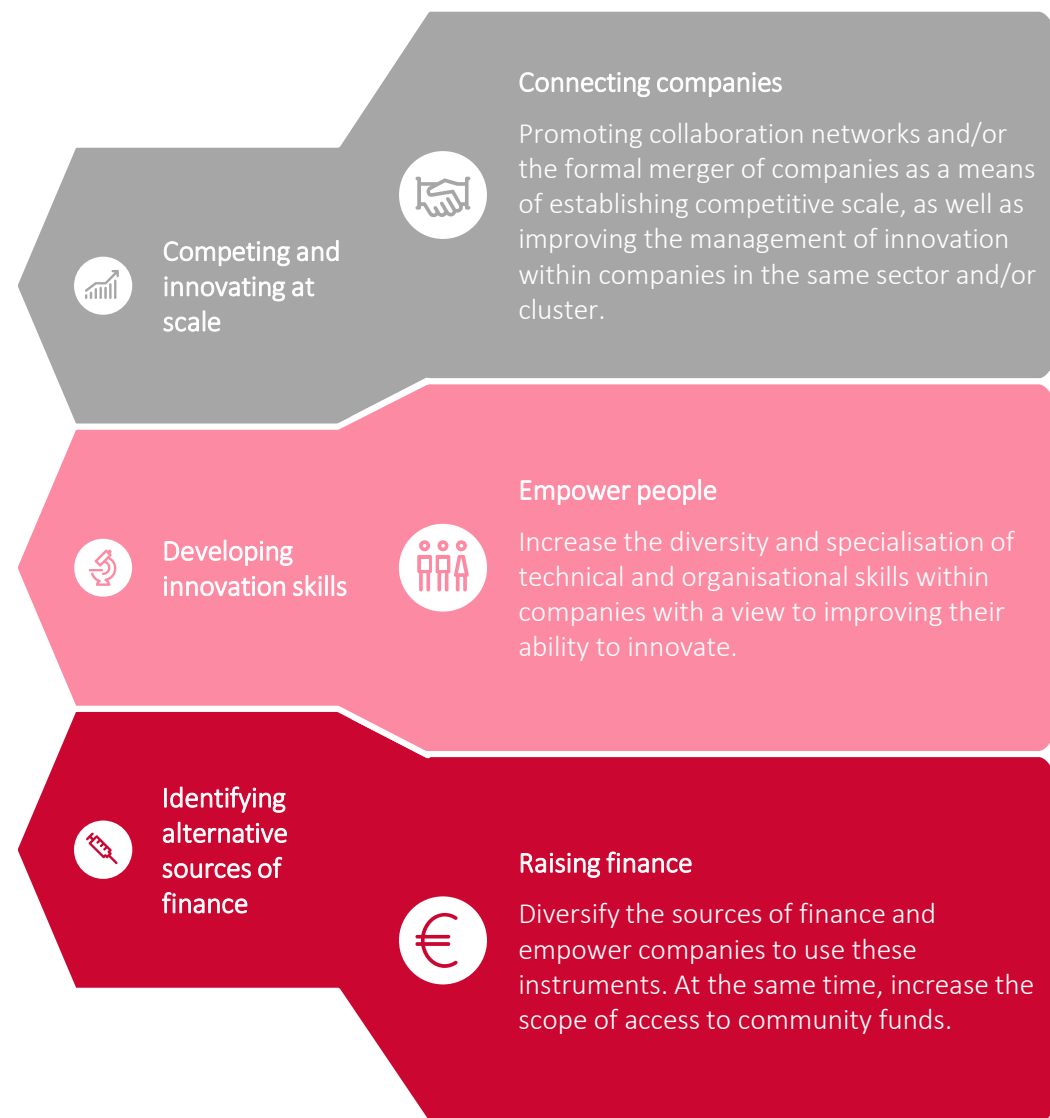 Connecting companies
Promoting collaboration networks and/or
the formal merger of companies as a means
of establishing competitive scale, as well as
improving the management of innovation
within companies in the same sector and/or
cluster.
Competing and
innovating at
scale
Empower people
Increase the diversity and specialisation of
technical and organisational skills within
companies with a view to improving their
ability to innovate.
Developing
innovation skills
Identifying
alternative
sources of
finance
Raising finance
Diversify the sources of finance and
empower companies to use these
instruments. At the same time, increase the
scope of access to community funds.